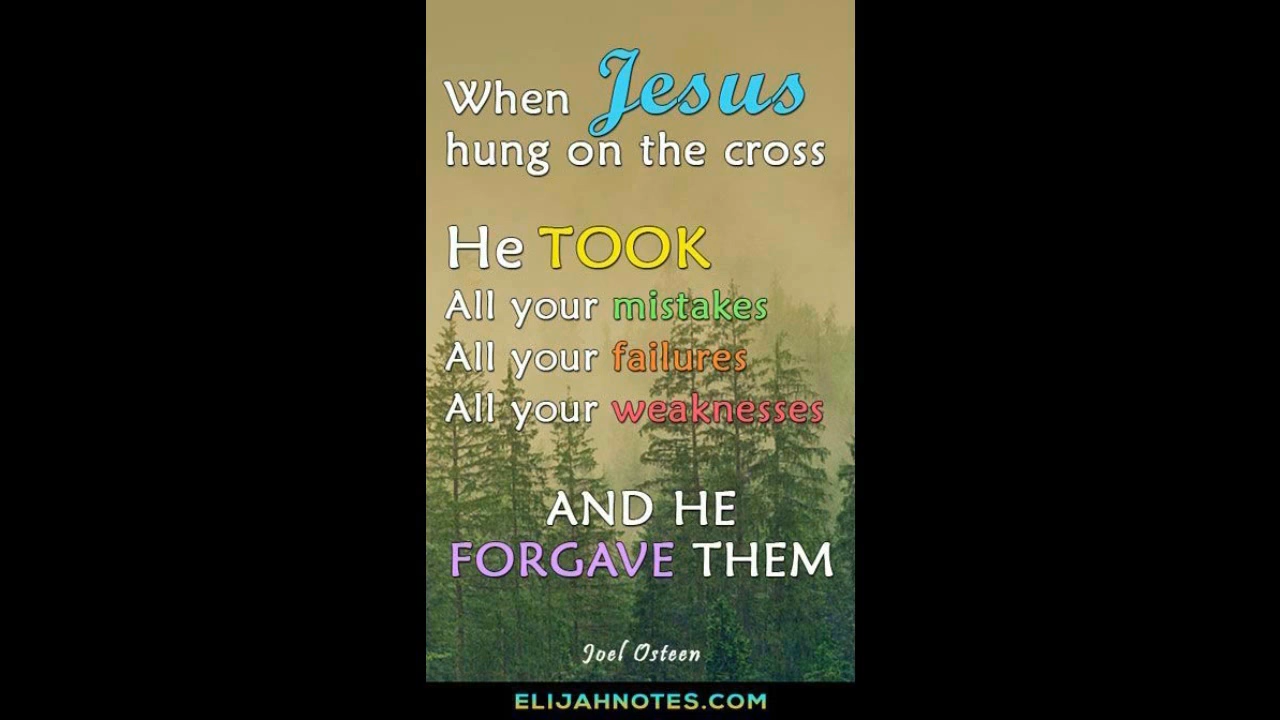 When Jesus
hung on the cross
He TOOK
All your mistakes
All your failures
All your weaknesses
AND HE
FORGAVE THEM
Joel Osteen
ELIJAHNOTES.COM